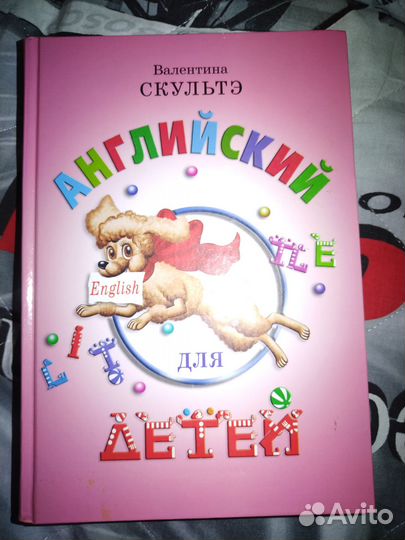 Валентина
СКУЛЬТЭ
АНГЛИЙСКИЙ
English
ДЛЯ
ДЕТЕЙ
Avito